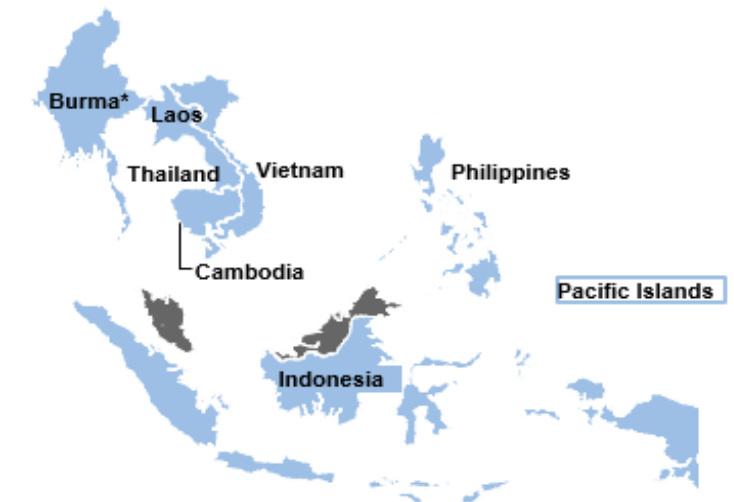 Burma*
Laos
Thailand
Vietnam
Philippines
Cambodia
Pacific Islands
Indonesia